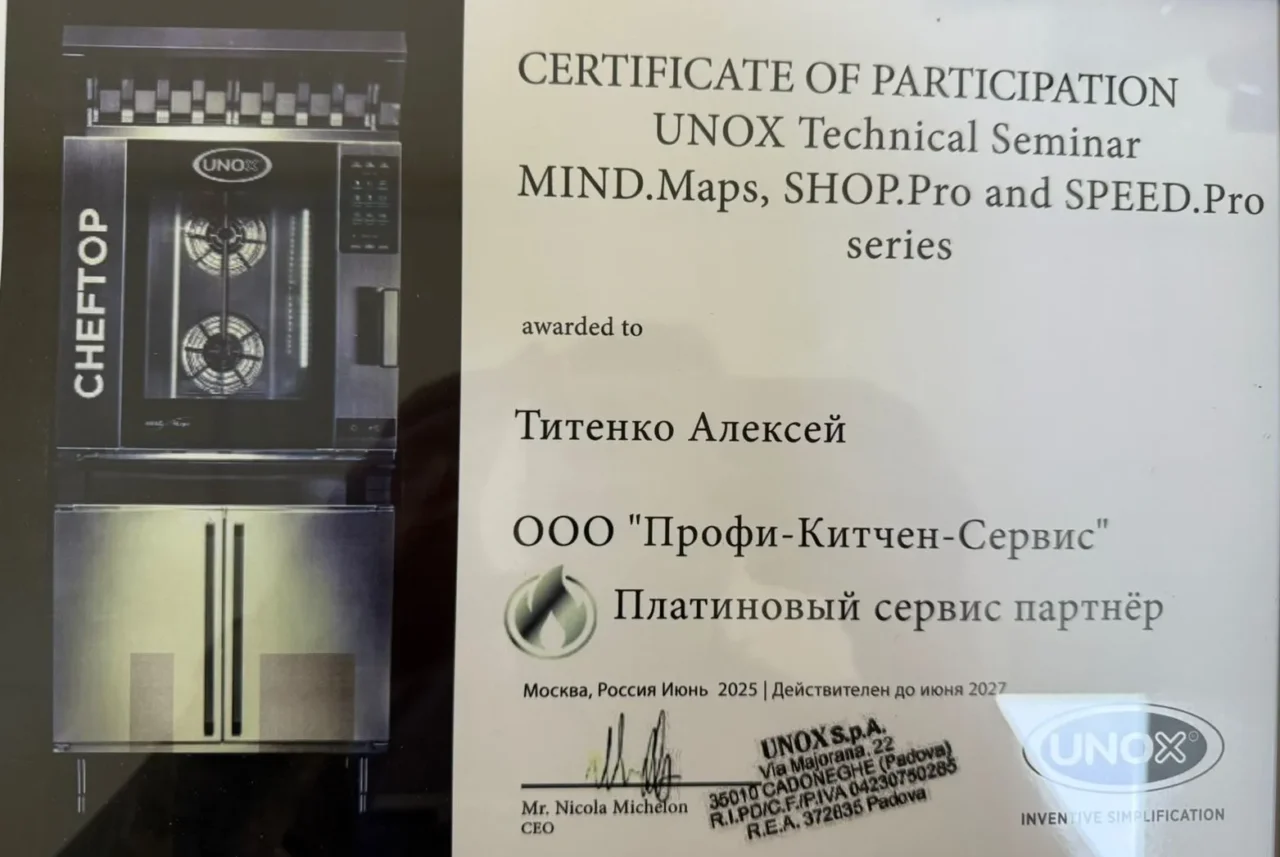 UNOX
CHEFTOP
CERTIFICATE OF PARTICIPATION
UNOX Technical Seminar
MIND.Maps, SHOP.Pro and SPEED.Pro
series
awarded to
Титенко Алексей
ООО "Профи-Китчен-Сервис"
Платиновый сервис партнёр
Москва, Россия Июнь 2025 | Действителен до июня 2027
Mr. Nicola Michelon
CEO
UNOX S.p.A.
Via Majorana, 22
35010 CADONEGHE (Padova)
R.I.PD/C.F./P.IVA 04230750285
R.E.A. 372835 Padova
UNOX
INVENTIVE SIMPLIFICATION